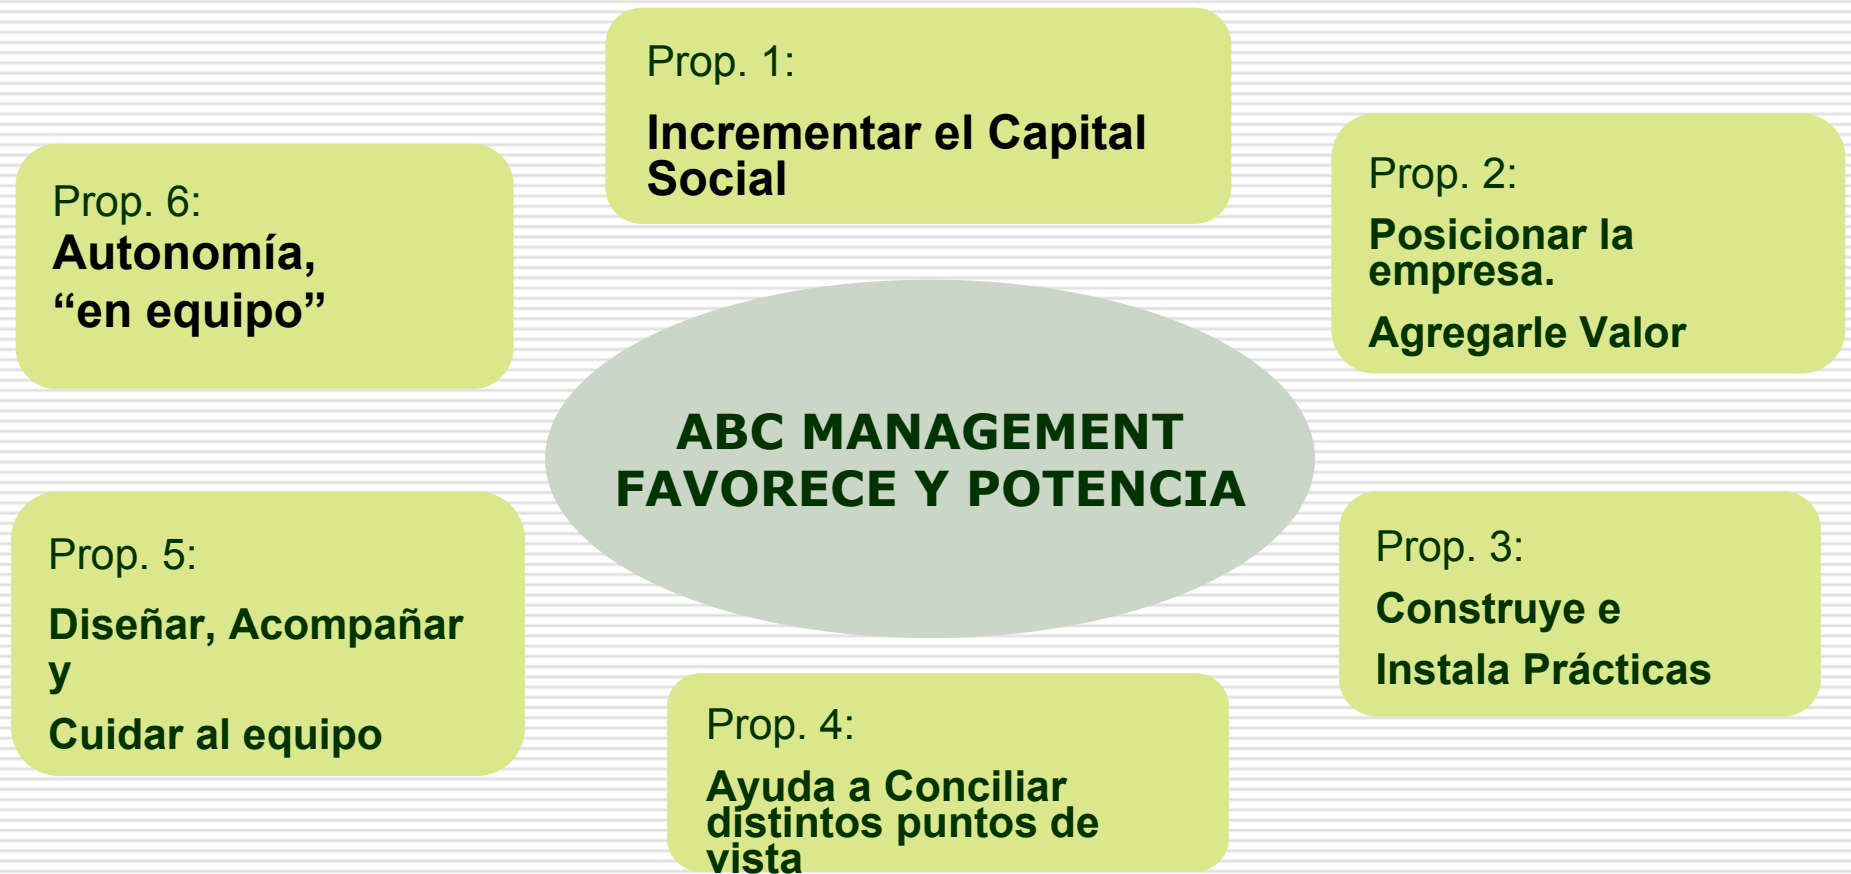 Prop. 1:
Incrementar el Capital
Social
Prop. 2:
Posicionar la
empresa.
Agregarle Valor
Prop. 6:
Autonomía,
“en equipo”
ABC MANAGEMENT
FAVORECE Y POTENCIA
Prop. 3:
Construye e
Instala Prácticas
Prop. 5:
Diseñar, Acompañar
y
Cuidar al equipo
Prop. 4:
Ayuda a Conciliar
distintos puntos de
vista